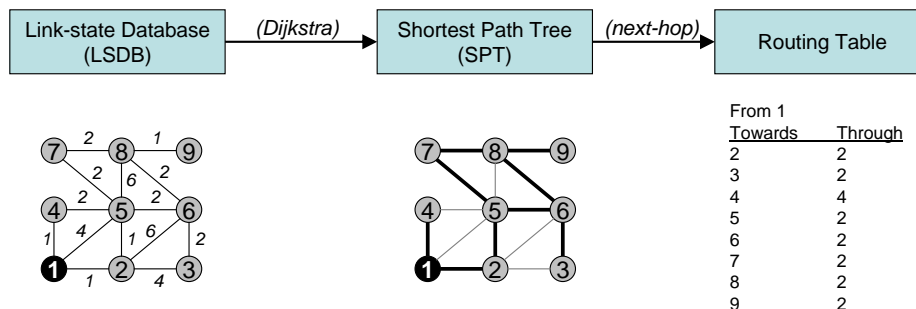 Link-state Database (Dijkstra) Shortest Path Tree (next-hop) Routing Table
(LSDB) (SPT)
From 1
Towards Through
2 2
3 2
4 4
5 2
6 2
7 2
8 2
9 2
7 2 8 1 9
2 6 2
4 2 5 2 6
1 4 1 6 2
1 1 2 4 3
7 8 9
4 5 6
1 2 3